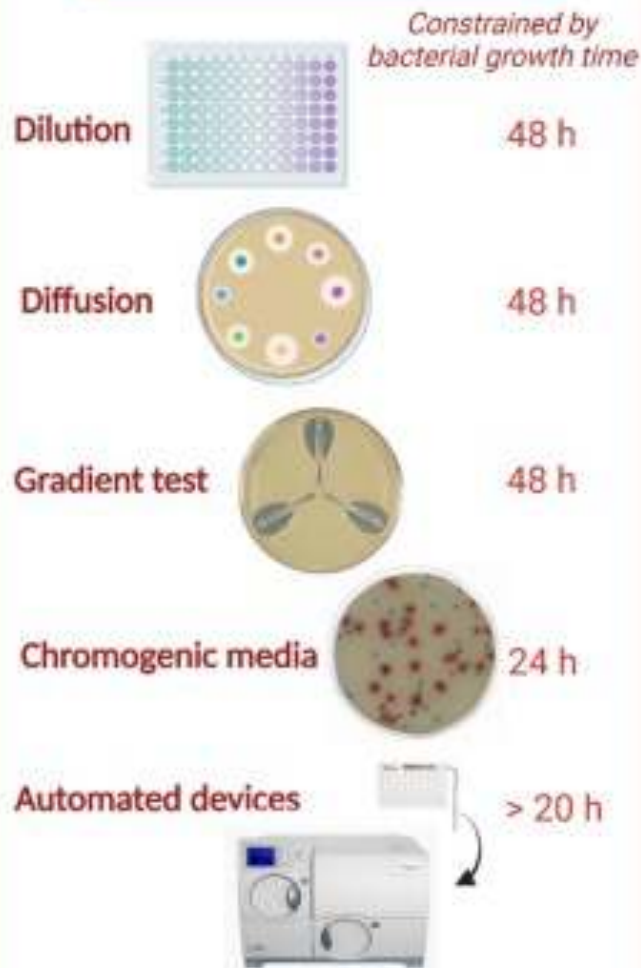 Constrained by
bacterial growth time
Dilution
48 h
Diffusion
48 h
Gradient test
48 h
Chromogenic media
24 h
Automated devices
> 20 h